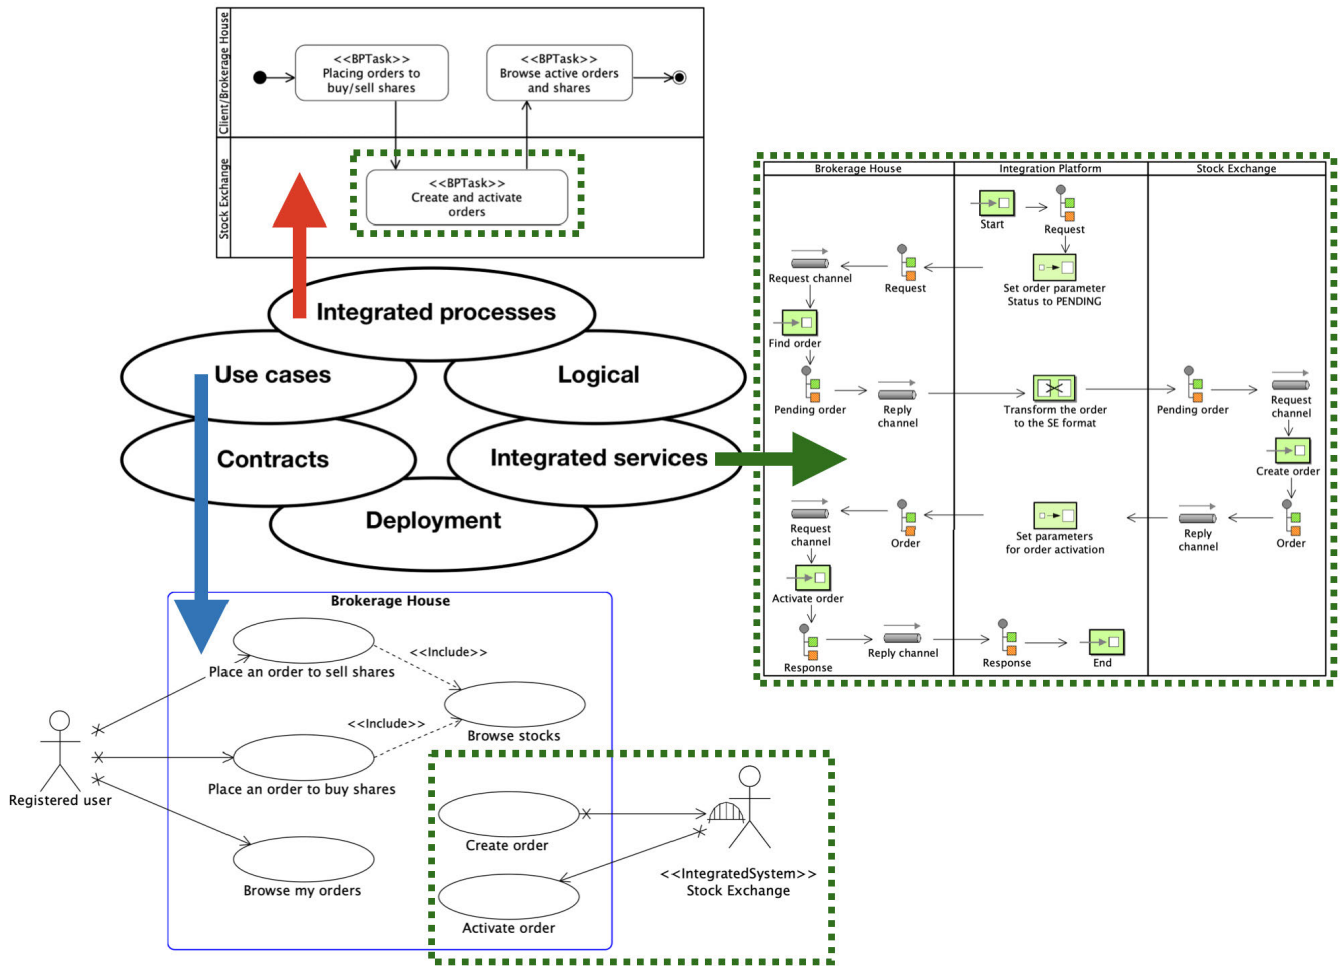 Client/Brokerage House
<<BPTask>>
Placing orders to
buy/sell shares
<<BPTask>>
Browse active orders
and shares
Stock Exchange
<<BPTask>>
Create and activate
orders
Integrated processes
Use cases
Logical
Contracts
Integrated services
Deployment
Brokerage House
Integration Platform
Stock Exchange
Start
Request
Request channel
Request
Set order parameter
Status to PENDING
Find order
Pending order
Reply
channel
Transform the order
to the SE format
Pending order
Request
channel
Create order
Request
channel
Order
Set parameters
for order activation
Reply
channel
Order
Activate order
Response
Reply channel
Response
End
Brokerage House
Place an order to sell shares
<<Include>>
<<Include>>
Browse stocks
Registered user
Place an order to buy shares
Create order
Browse my orders
<<IntegratedSystem>>
Stock Exchange
Activate order